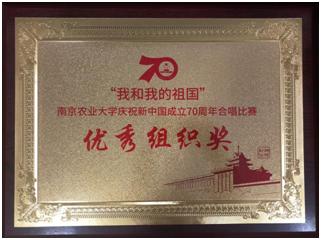 70
“我和我的祖国”
南京农业大学庆祝新中国成立70周年合唱比赛
优秀组织奖